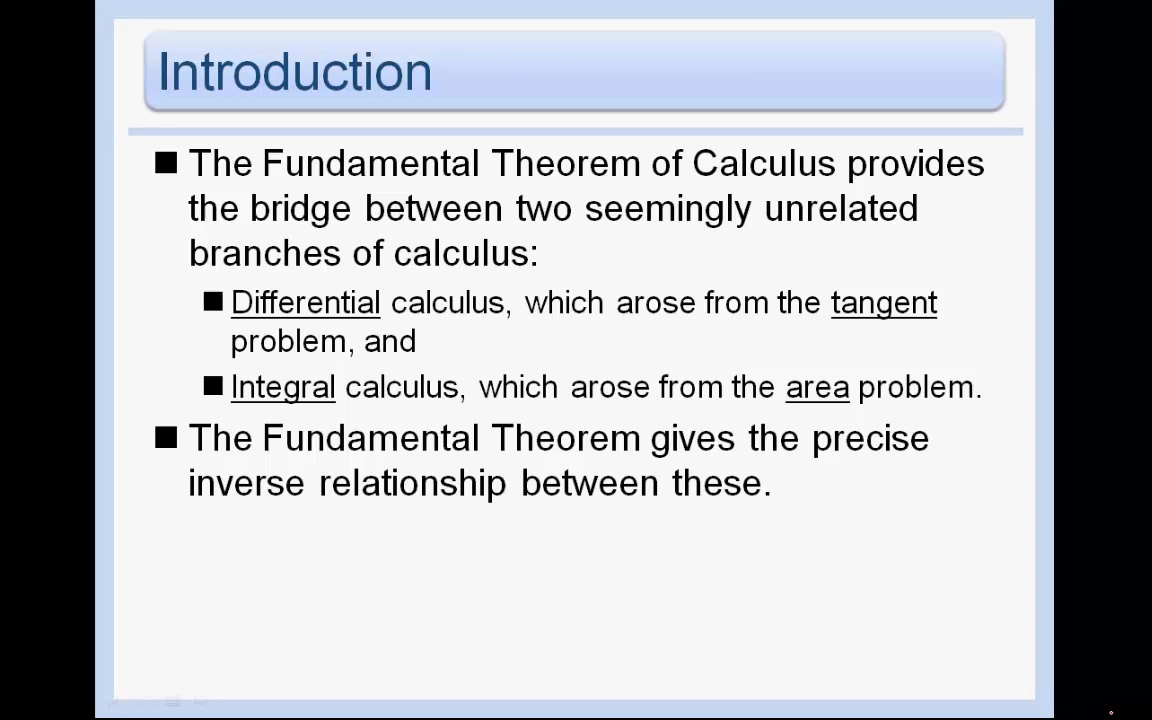 Introduction
The Fundamental Theorem of Calculus provides
the bridge between two seemingly unrelated
branches of calculus:
Differential calculus, which arose from the tangent
problem, and
Integral calculus, which arose from the area problem.
The Fundamental Theorem gives the precise
inverse relationship between these.